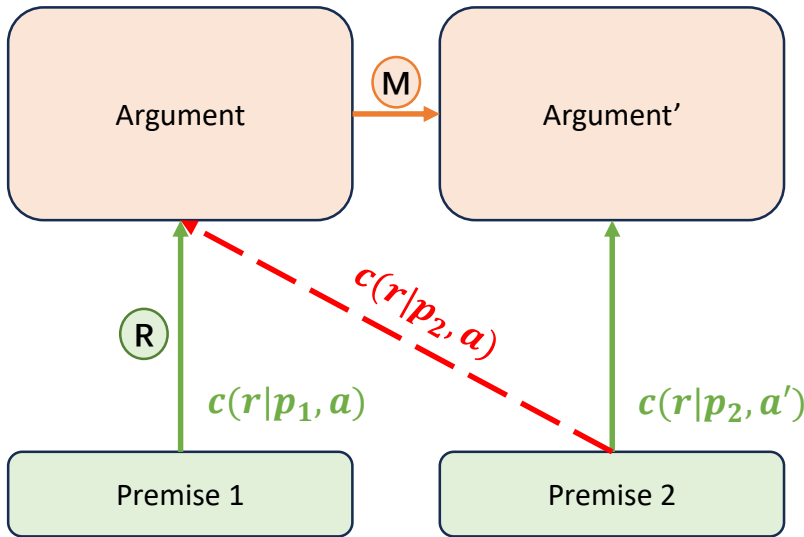 Argument
M
Argument’
c(r|p₂, a)
R
c(r|p₁, a)
c(r|p₂, a′)
Premise 1
Premise 2